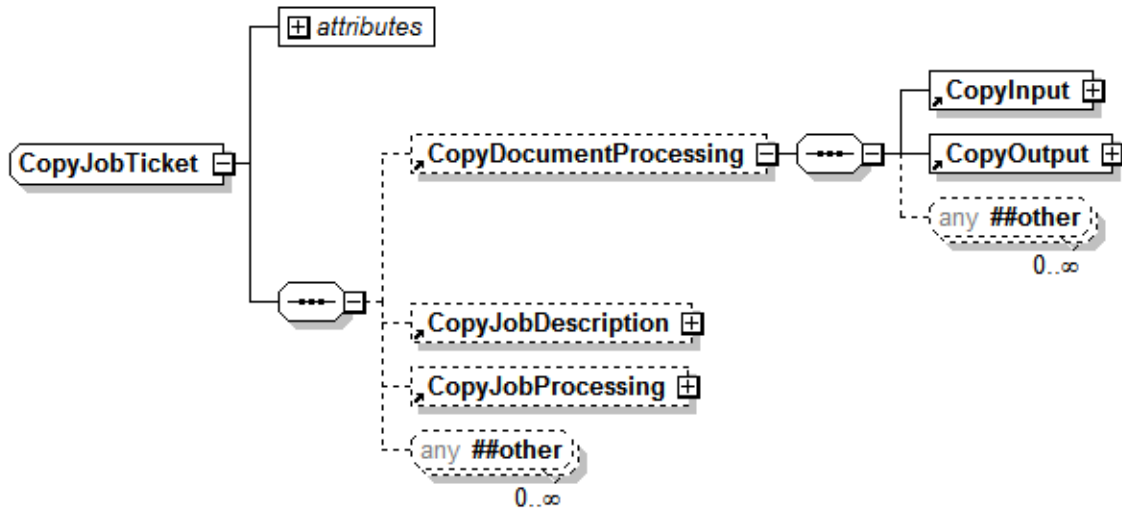 attributes
CopyJobTicket
CopyDocumentProcessing
CopyInput
CopyOutput
any ##other
0..∞
CopyJobDescription
CopyJobProcessing
any ##other
0..∞